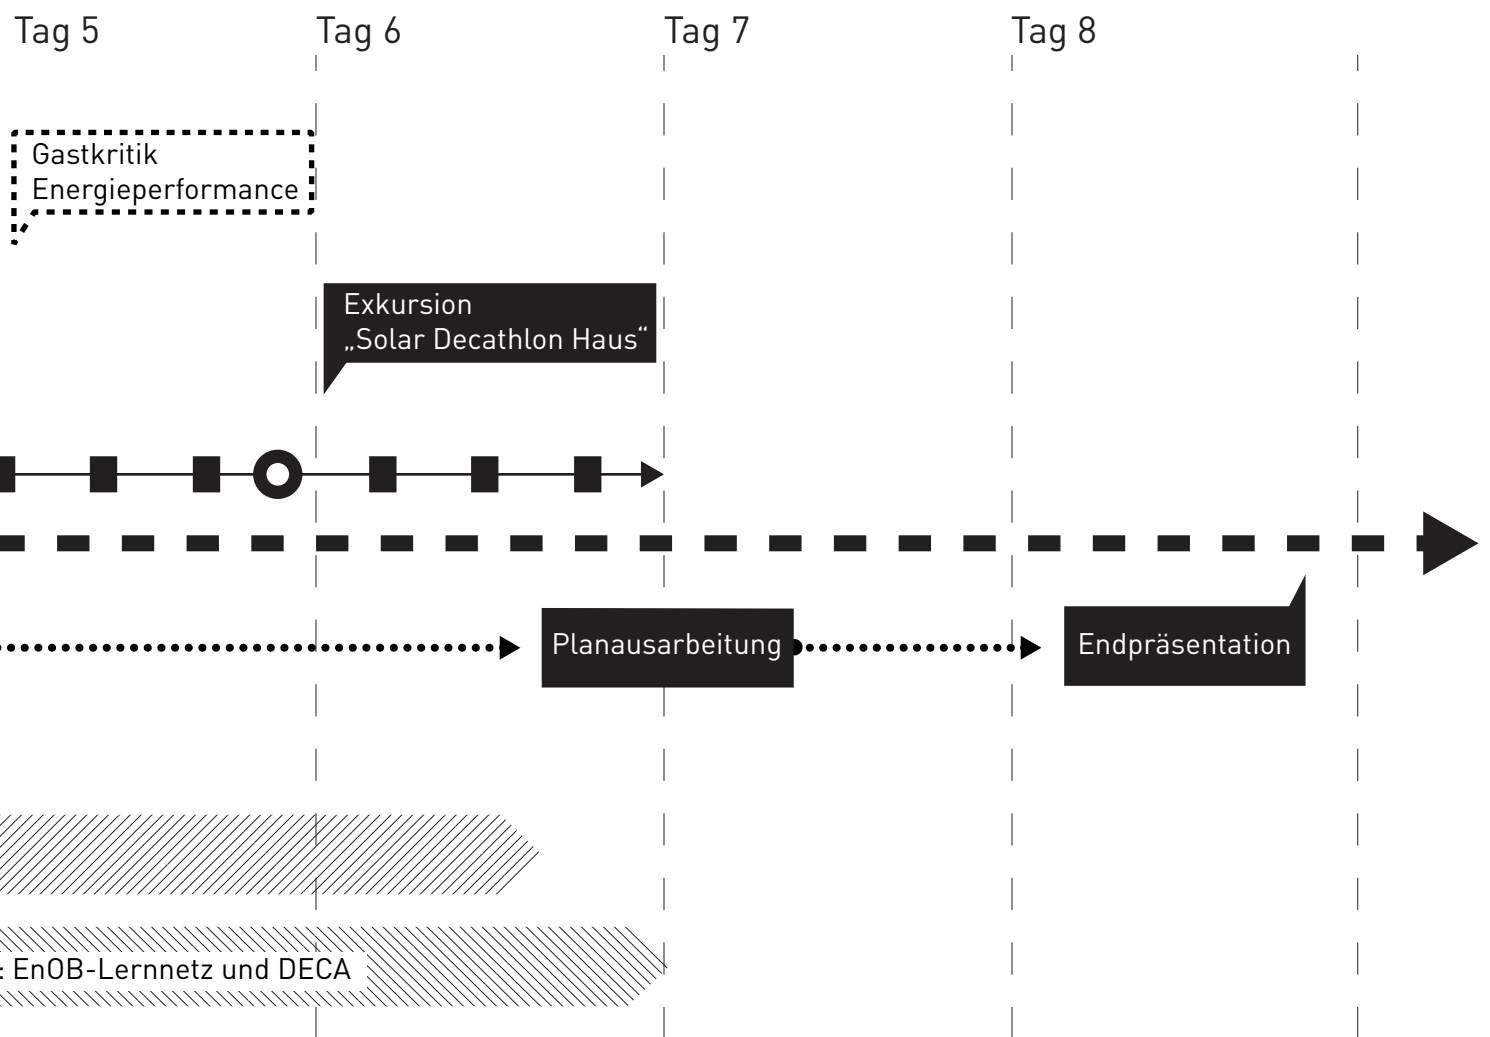 Tag 5
Tag 6
Tag 7
Tag 8
Gastkritik
Energieperformance
Exkursion
„Solar Decathlon Haus“
Planausarbeitung
Endpräsentation
: EnOB-Lernnetz und DECA